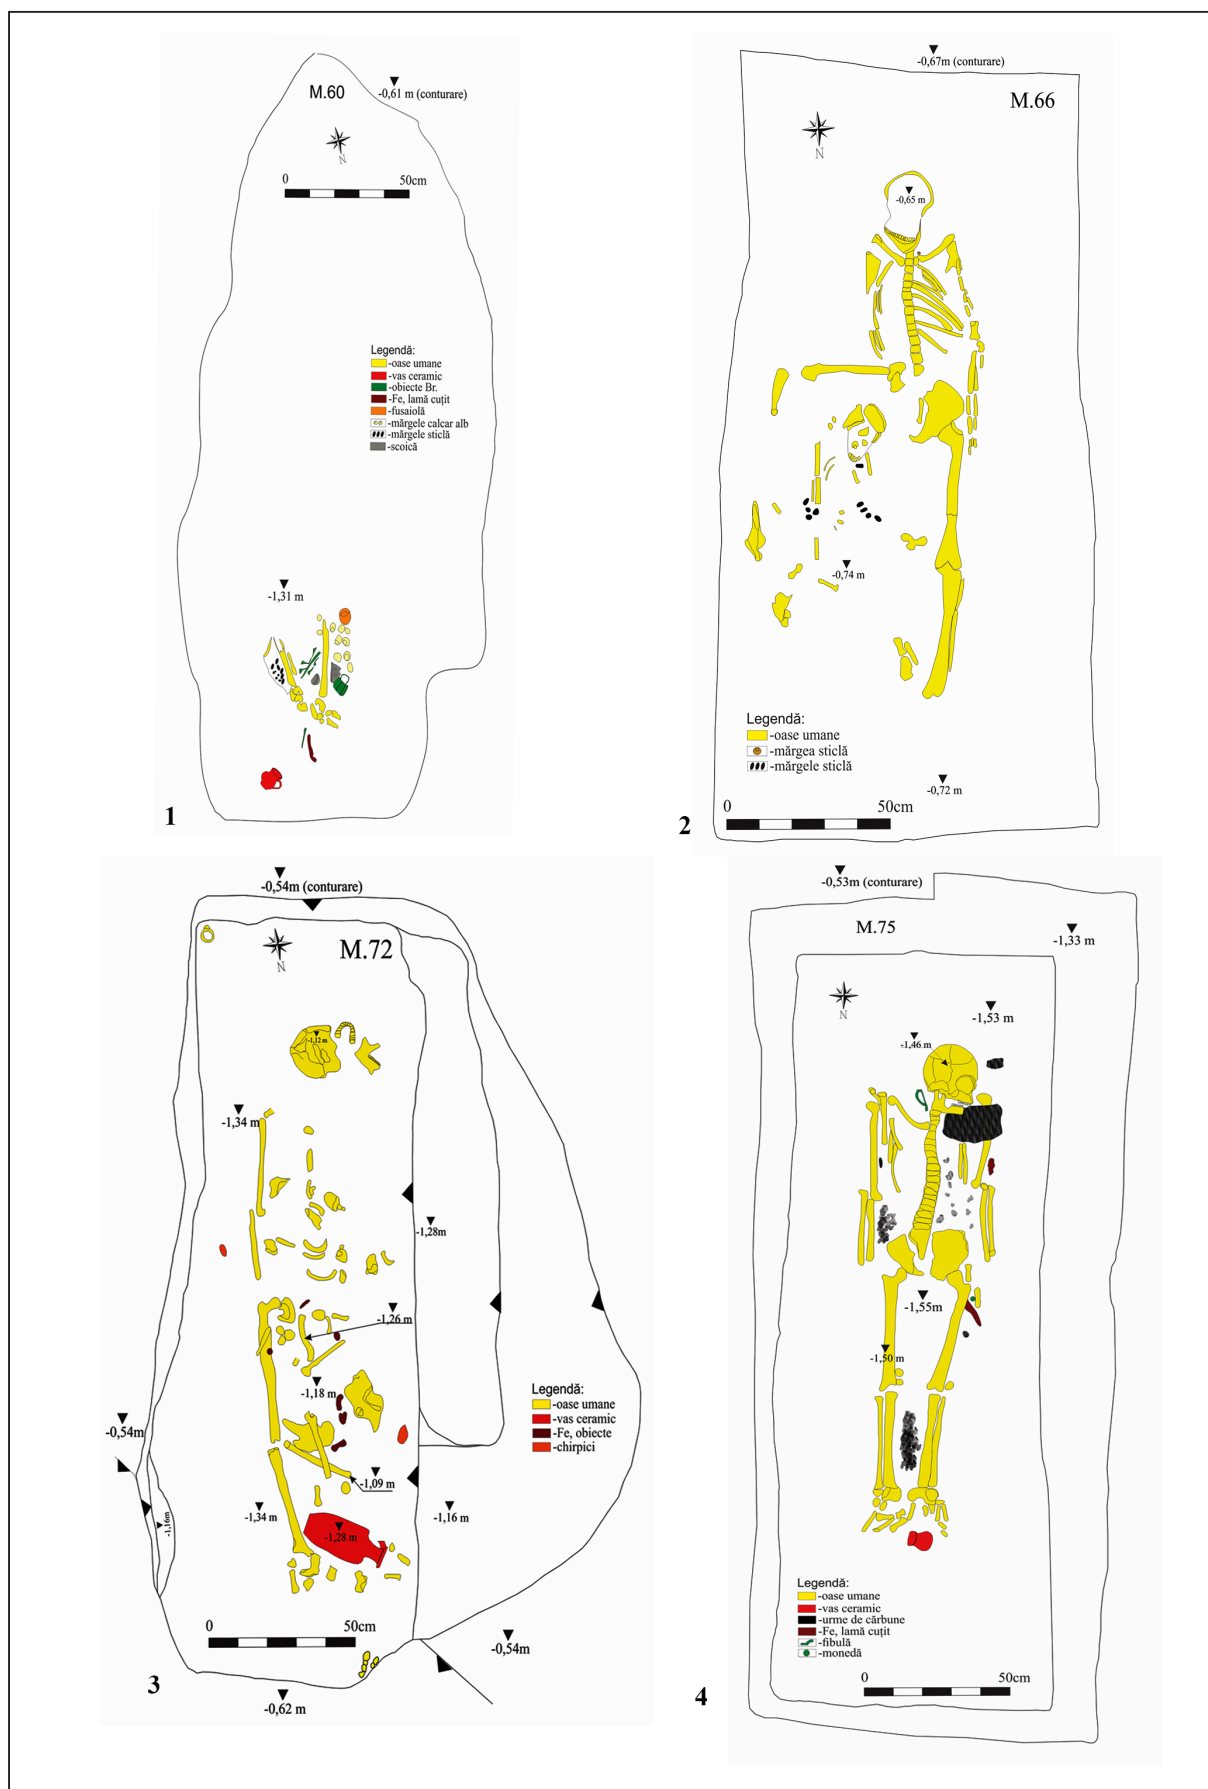 M.60
-0,61 m (conturare)
N
0 50cm
Legendă:
-oase umane
-vas ceramic
-obiecte Br.
-Fe, lamă cuțit
-fusaiolă
-mărgele calcar alb
-mărgele sticlă
-scoică
-1,31 m
1
-0,67m (conturare)
M.66
N
-0,65 m
-0,74 m
Legendă:
-oase umane
-mărgea sticlă
-mărgele sticlă
-0,72 m
0 50cm
2
-0,54m (conturare)
M.72
N
-1,12 m
-1,34 m
-1,28m
-1,26 m
-1,18 m
Legendă:
-oase umane
-vas ceramic
-Fe, obiecte
-chirpici
-0,54m
-1,09 m
-1,16m
-1,34 m
-1,28 m
-1,16 m
0 50cm
-0,54m
3
-0,62 m
-0,53m (conturare)
M.75
-1,33 m
N
-1,53 m
-1,46 m
-1,55m
-1,50 m
Legendă:
-oase umane
-vas ceramic
-urme de cărbune
-Fe, lamă cuțit
-fibulă
-monedă
0 50cm
4